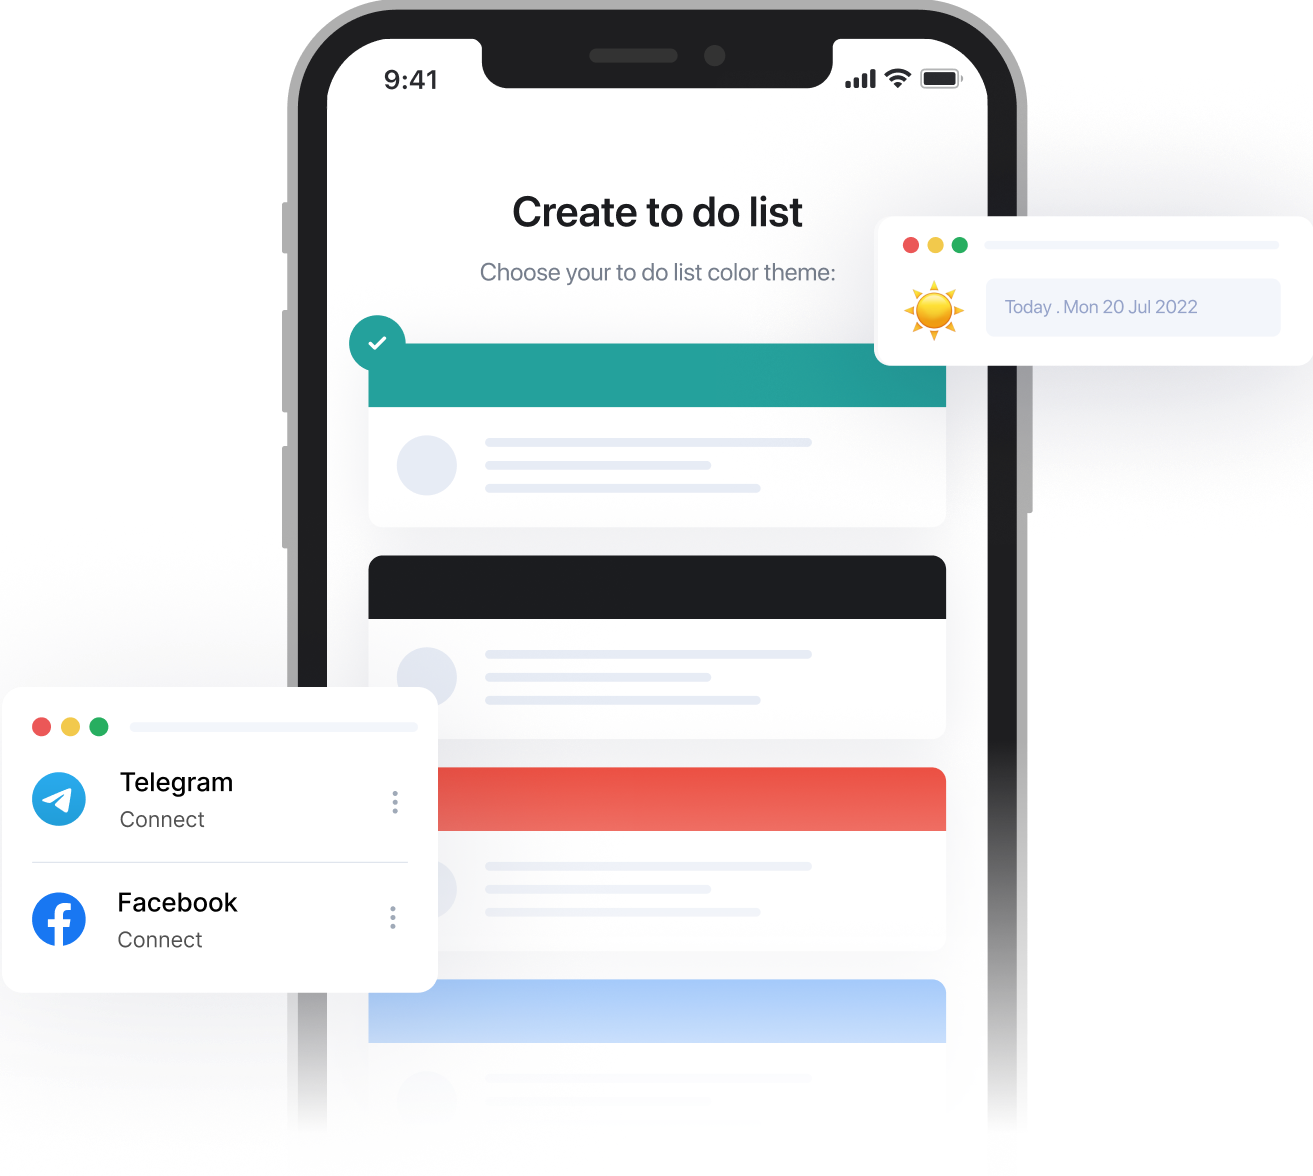 9:41
Create to do list
Choose your to do list color theme:
Today . Mon 20 Jul 2022
Telegram
Connect
Facebook
Connect